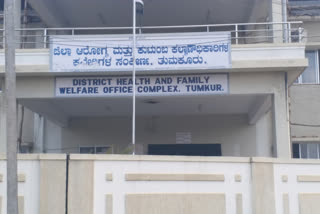 ಜಿಲ್ಲಾ ಆರೋಗ್ಯ ಮತ್ತು ಕುಟುಂಬ ಕಲ್ಯಾಣಾಧಿಕಾರಿಗಳ
ಕಛೇರಿಗಳ ಸಂಕೀರ್ಣ, ತುಮಕೂರು.
DISTRICT HEALTH AND FAMILY
WELFARE OFFICE COMPLEX. TUMKUR.